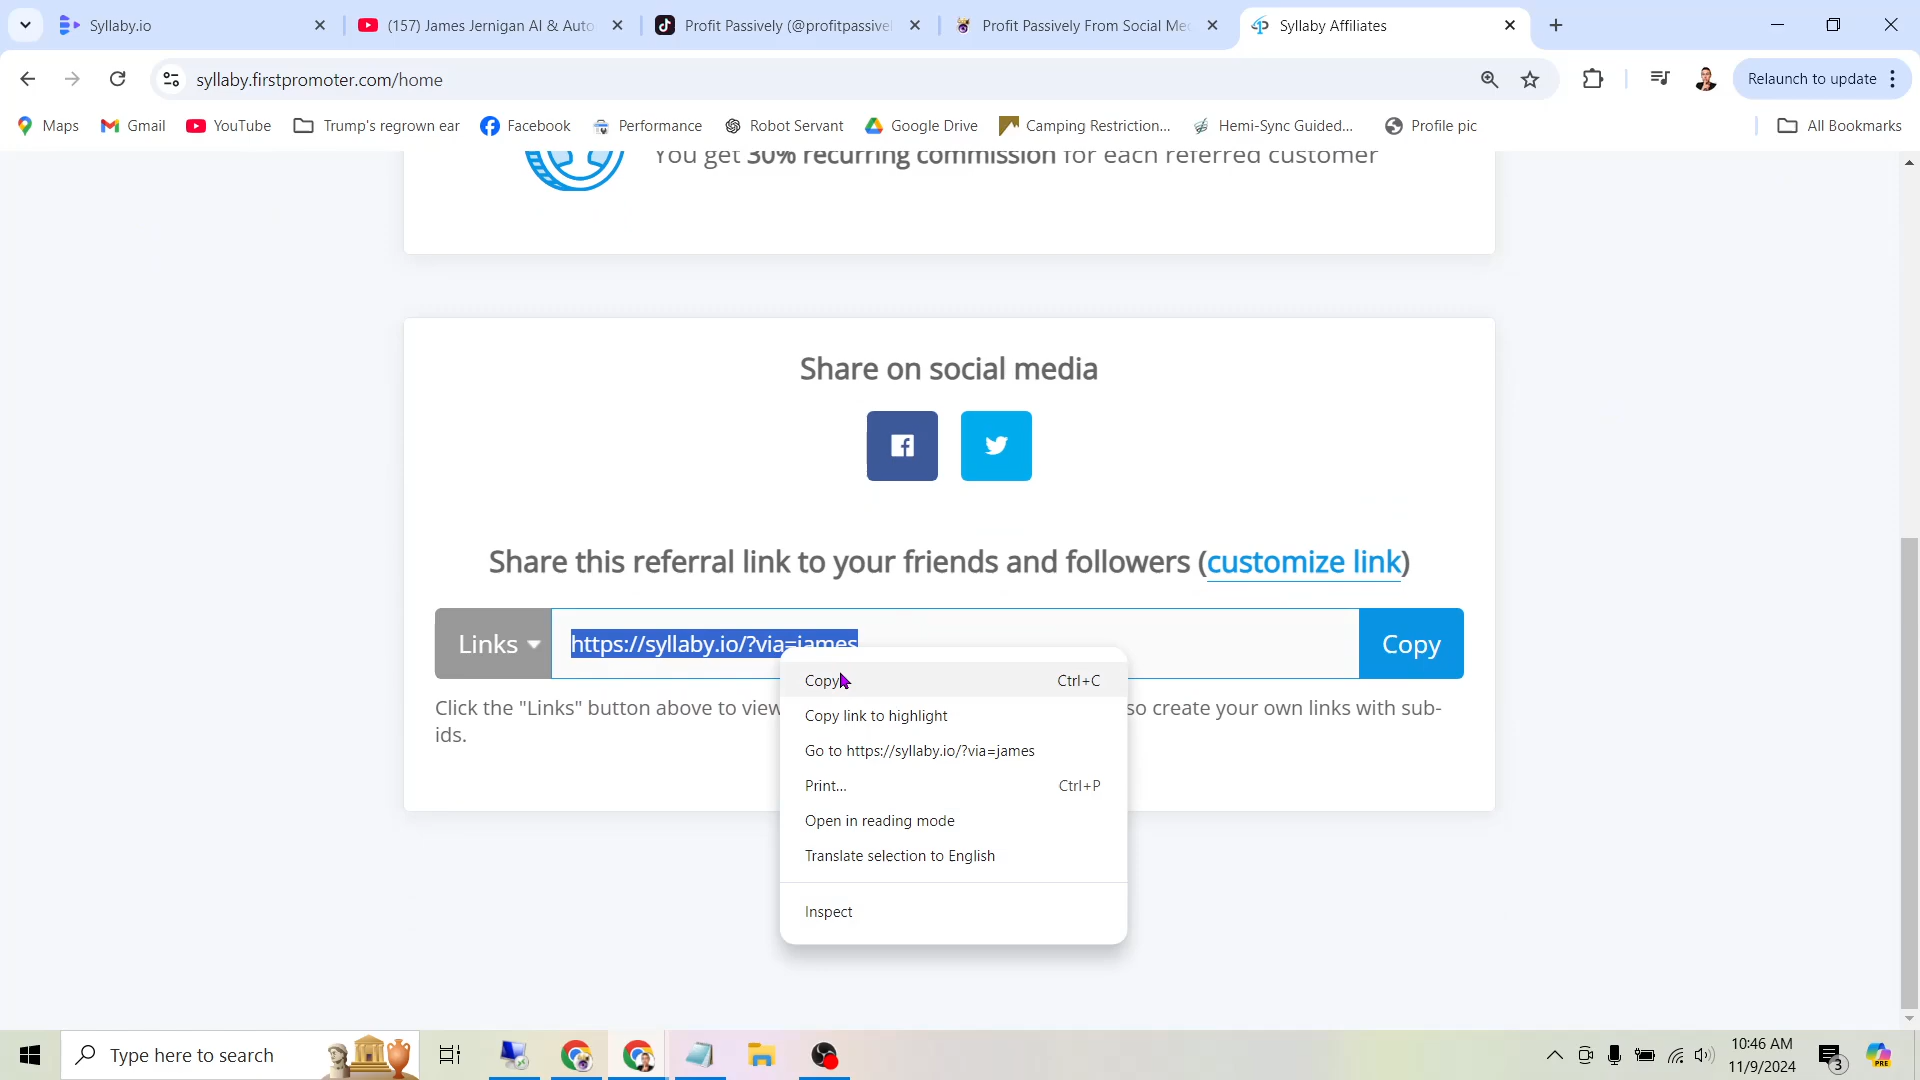 Syllaby.io
(157) James Jernigan AI & Auto
Profit Passively (@profitpassive
Profit Passively From Social Me
Syllaby Affiliates
syllaby.firstpromoter.com/home
Relaunch to update
Maps
Gmail
YouTube
Trump's regrown ear
Facebook
Performance
Robot Servant
Google Drive
Camping Restriction...
Hemi-Sync Guided...
Profile pic
All Bookmarks
You get 30% recurring commission for each referred customer
Share on social media
Share this referral link to your friends and followers (customize link)
Links
https://syllaby.io/?via=james
Copy
Click the "Links" button above to view
so create your own links with sub-
ids.
Copy Ctrl+C
Copy link to highlight
Go to https://syllaby.io/?via=james
Print... Ctrl+P
Open in reading mode
Translate selection to English
Inspect
Type here to search
10:46 AM
11/9/2024
3
PRE